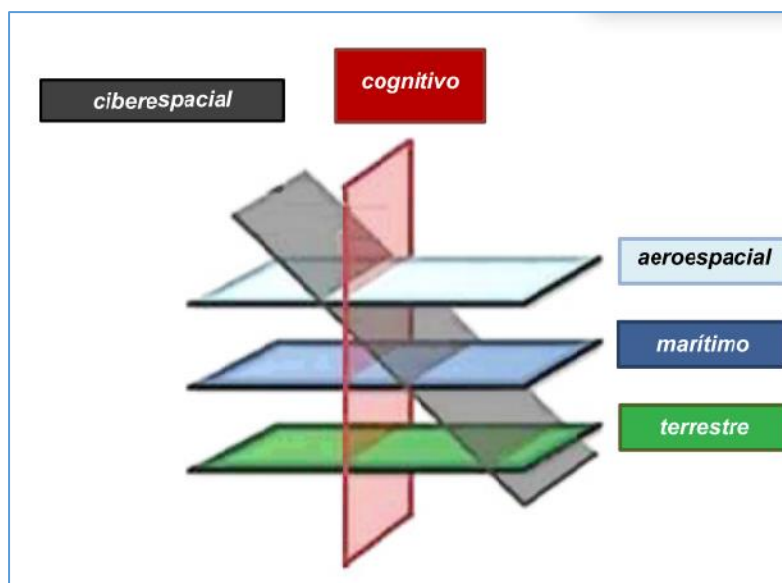 ciberespacial
cognitivo
aeroespacial
marítimo
terrestre